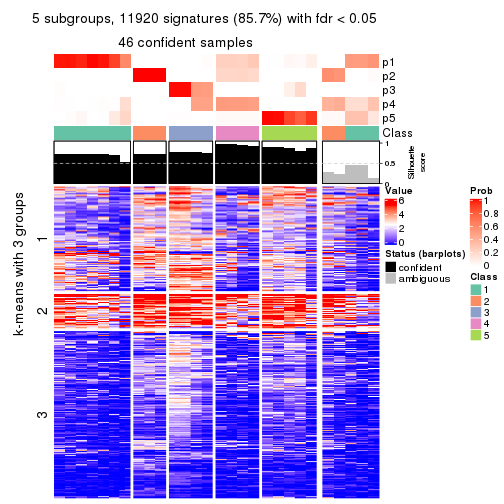 5 subgroups, 11920 signatures (85.7%) with fdr < 0.05
46 confident samples
p1
p2
p3
p4
p5
Class
1
0.5
0
Silhouette
score
k-means with 3 groups
1
2
3
Value
6
4
2
0
Status (barplots)
confident
ambiguous
Prob
1
0.8
0.6
0.4
0.2
0
Class
1
2
3
4
5